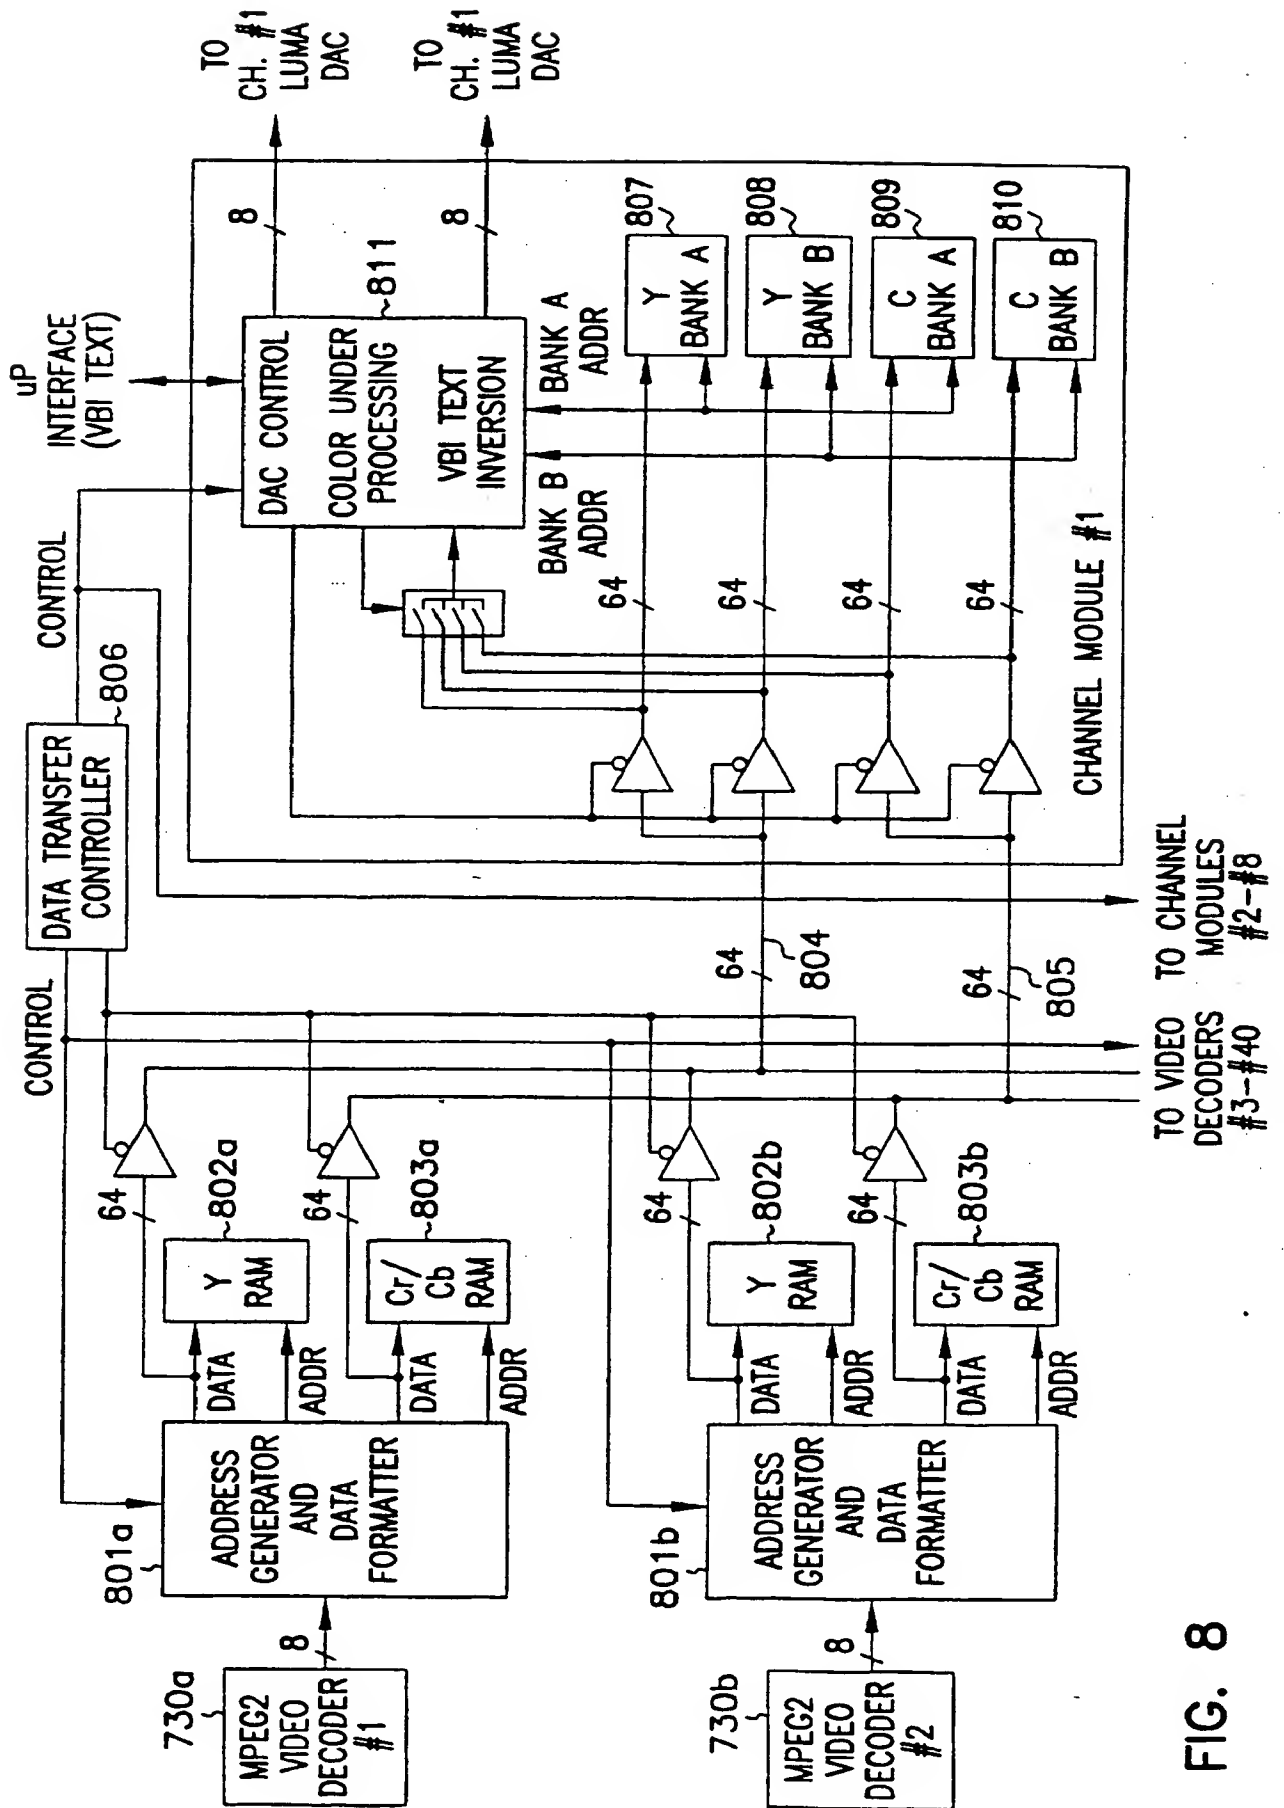 730a
MPEG2
VIDEO
DECODER
#1
8
801a
ADDRESS
GENERATOR
AND
DATA
FORMATTER
DATA
ADDR
DATA
ADDR
64
802a
Y
RAM
64
803a
Cr/
Cb
RAM
730b
MPEG2
VIDEO
DECODER
#2
8
801b
ADDRESS
GENERATOR
AND
DATA
FORMATTER
DATA
ADDR
DATA
ADDR
64
802b
Y
RAM
64
803b
Cr/
Cb
RAM
CONTROL
DATA TRANSFER
CONTROLLER
806
CONTROL
64
804
64
805
TO VIDEO
DECODERS
#3-#40
TO CHANNEL
MODULES
#2-#8
uP
INTERFACE
(VBI TEXT)
DAC CONTROL
COLOR UNDER
PROCESSING
VBI TEXT
INVERSION
811
8
8
TO
CH. #1
LUMA
DAC
TO
CH. #1
LUMA
DAC
BANK B
ADDR
BANK A
ADDR
64
64
64
64
807
Y
BANK A
808
Y
BANK B
809
C
BANK A
810
C
BANK B
CHANNEL MODULE #1
FIG. 8